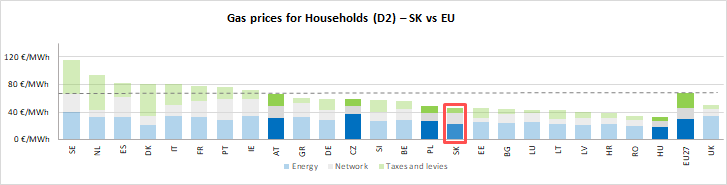 Gas prices for Households (D2) – SK vs EU
120 €/MWh
80 €/MWh
40 €/MWh
0 €/MWh
SE NL ES DK IT FR PT IE AT GR DE CZ SI BE PL SK EE BG LU LT LV HR RO HU EU27 UK
Energy Network Taxes and levies